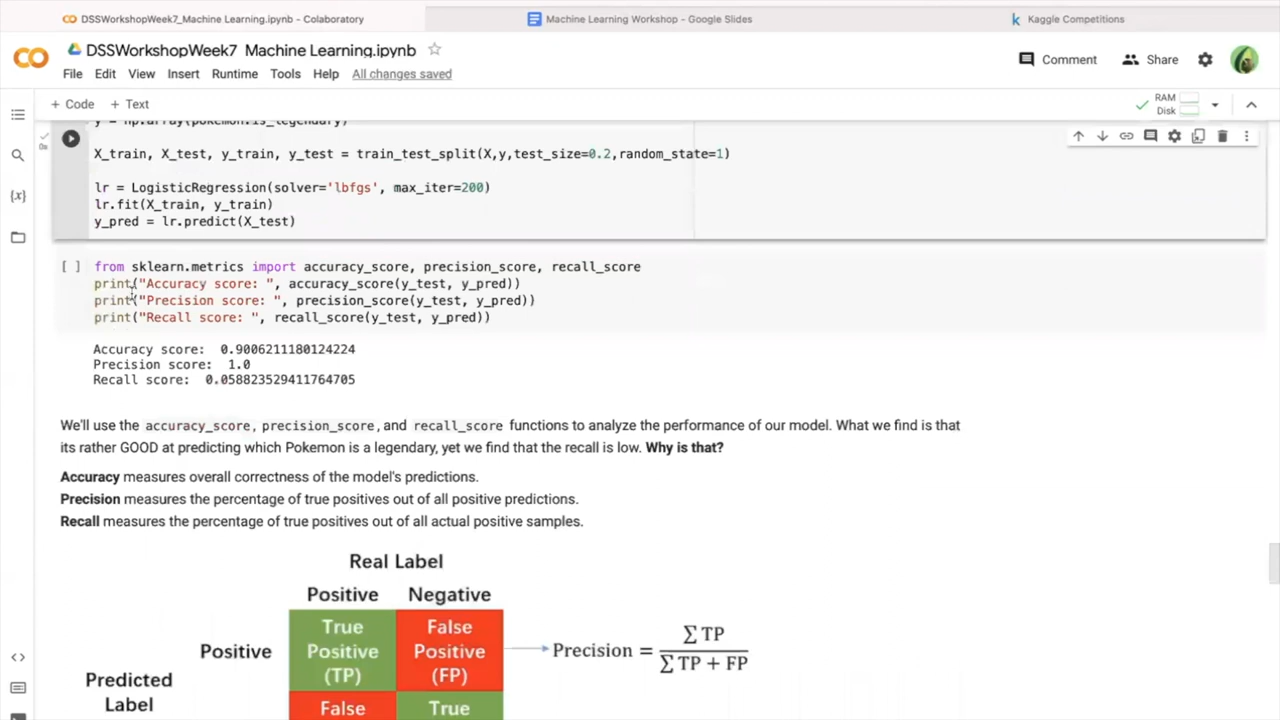 DSSWorkshopWeek7_Machine Learning.ipynb - Colaboratory
Machine Learning Workshop - Google Slides
Kaggle Competitions
DSSWorkshopWeek7 Machine Learning.ipynb
Comment
Share
File Edit View Insert Runtime Tools Help All changes saved
+ Code + Text
RAM
Disk
y = np.array(pokemon.is_legendary)
X_train, X_test, y_train, y_test = train_test_split(X,y,test_size=0.2,random_state=1)
lr = LogisticRegression(solver='lbfgs', max_iter=200)
lr.fit(X_train, y_train)
y_pred = lr.predict(X_test)
[ ] from sklearn.metrics import accuracy_score, precision_score, recall_score
print("Accuracy score: ", accuracy_score(y_test, y_pred))
print("Precision score: ", precision_score(y_test, y_pred))
print("Recall score: ", recall_score(y_test, y_pred))
Accuracy score:  0.9006211180124224
Precision score:  1.0
Recall score:  0.058823529411764705
We'll use the accuracy_score, precision_score, and recall_score functions to analyze the performance of our model. What we find is that
its rather GOOD at predicting which Pokemon is a legendary, yet we find that the recall is low. Why is that?
Accuracy measures overall correctness of the model's predictions.
Precision measures the percentage of true positives out of all positive predictions.
Recall measures the percentage of true positives out of all actual positive samples.
Real Label
Positive Negative
Positive
True
Positive
(TP)
False
Positive
(FP)
Precision = ∑ TP / ∑ TP + FP
Predicted
Label
False
True